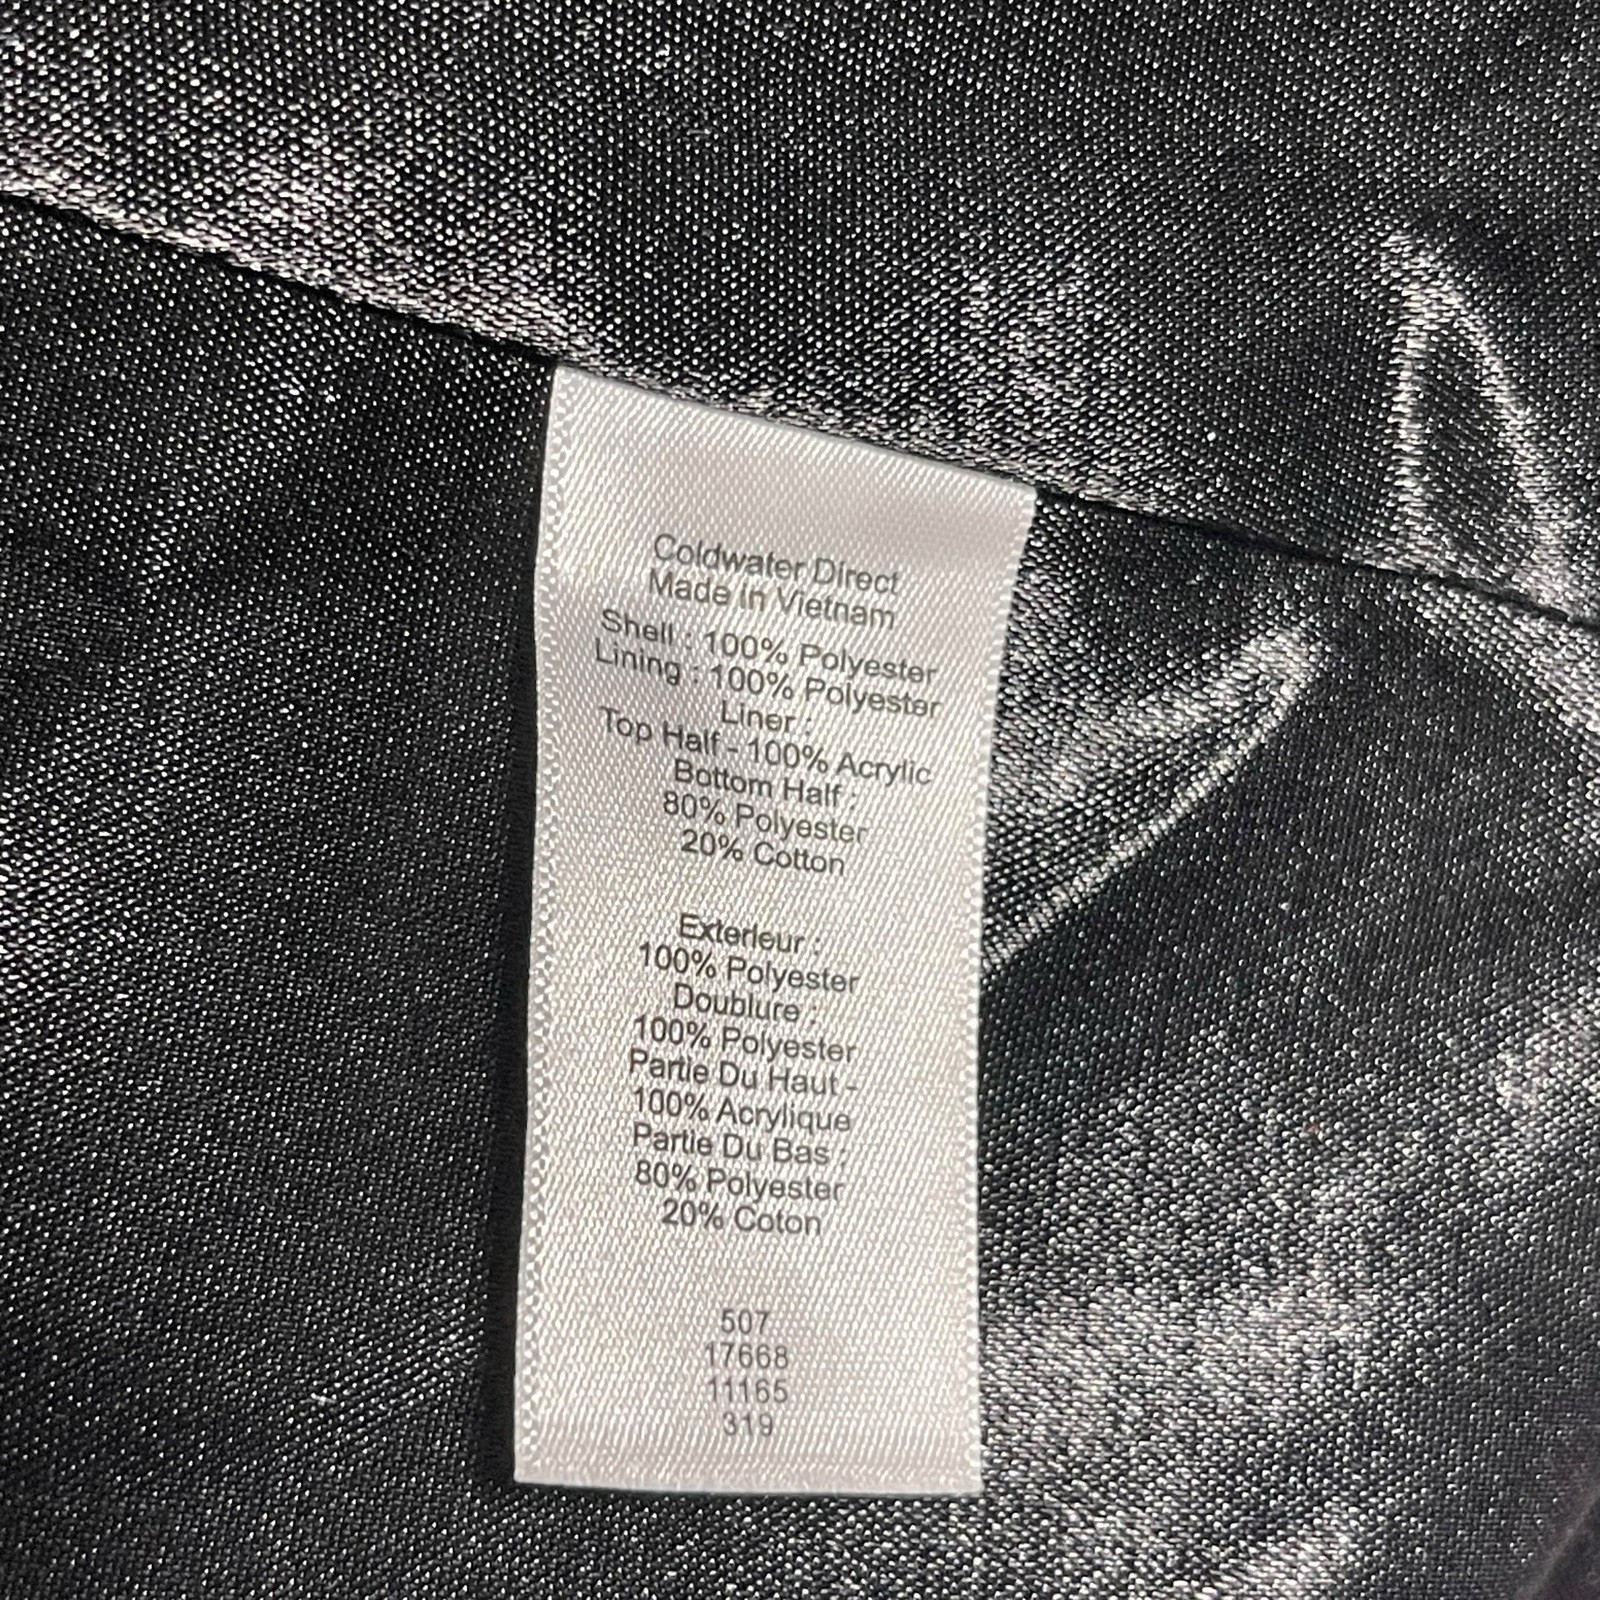 Coldwater Direct
Made in Vietnam
Shell : 100% Polyester
Lining : 100% Polyester
Liner :
Top Half - 100% Acrylic
Bottom Half :
80% Polyester
20% Cotton
Exterieur :
100% Polyester
Doublure :
100% Polyester
Partie Du Haut -
100% Acrylique
Partie Du Bas :
80% Polyester
20% Coton
507
17668
11165
319